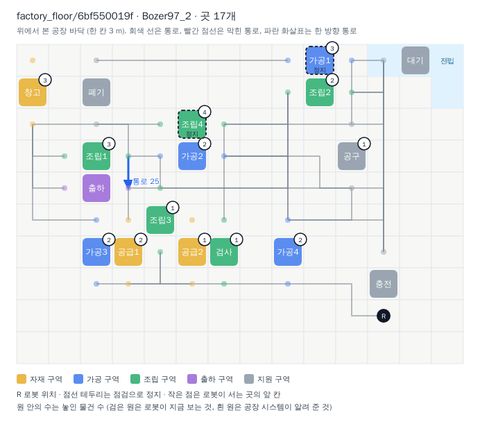 factory_floor/6bf550019f · Bozer97_2 · 곳 17개
위에서 본 공장 바닥 (한 칸 3 m). 회색 선은 통로, 빨간 점선은 막힌 통로, 파란 화살표는 한 방향 통로
가공1 3
정지
대기
전립
창고 3
폐기
조립2
조립4 4
정지
조립1 3
가공2 2
공구 1
통로 25
출하
조립3 1
가공3 2
공급1 2
공급2 1
검사 1
가공4 2
충전
R
자재 구역
가공 구역
조립 구역
출하 구역
지원 구역
R 로봇 위치 · 점선 테두리는 점검으로 정지 · 작은 점은 로봇이 서는 곳의 앞 칸
원 안의 수는 놓인 물건 수 (검은 원은 로봇이 지금 보는 것, 흰 원은 공장 시스템이 알려 준 것)